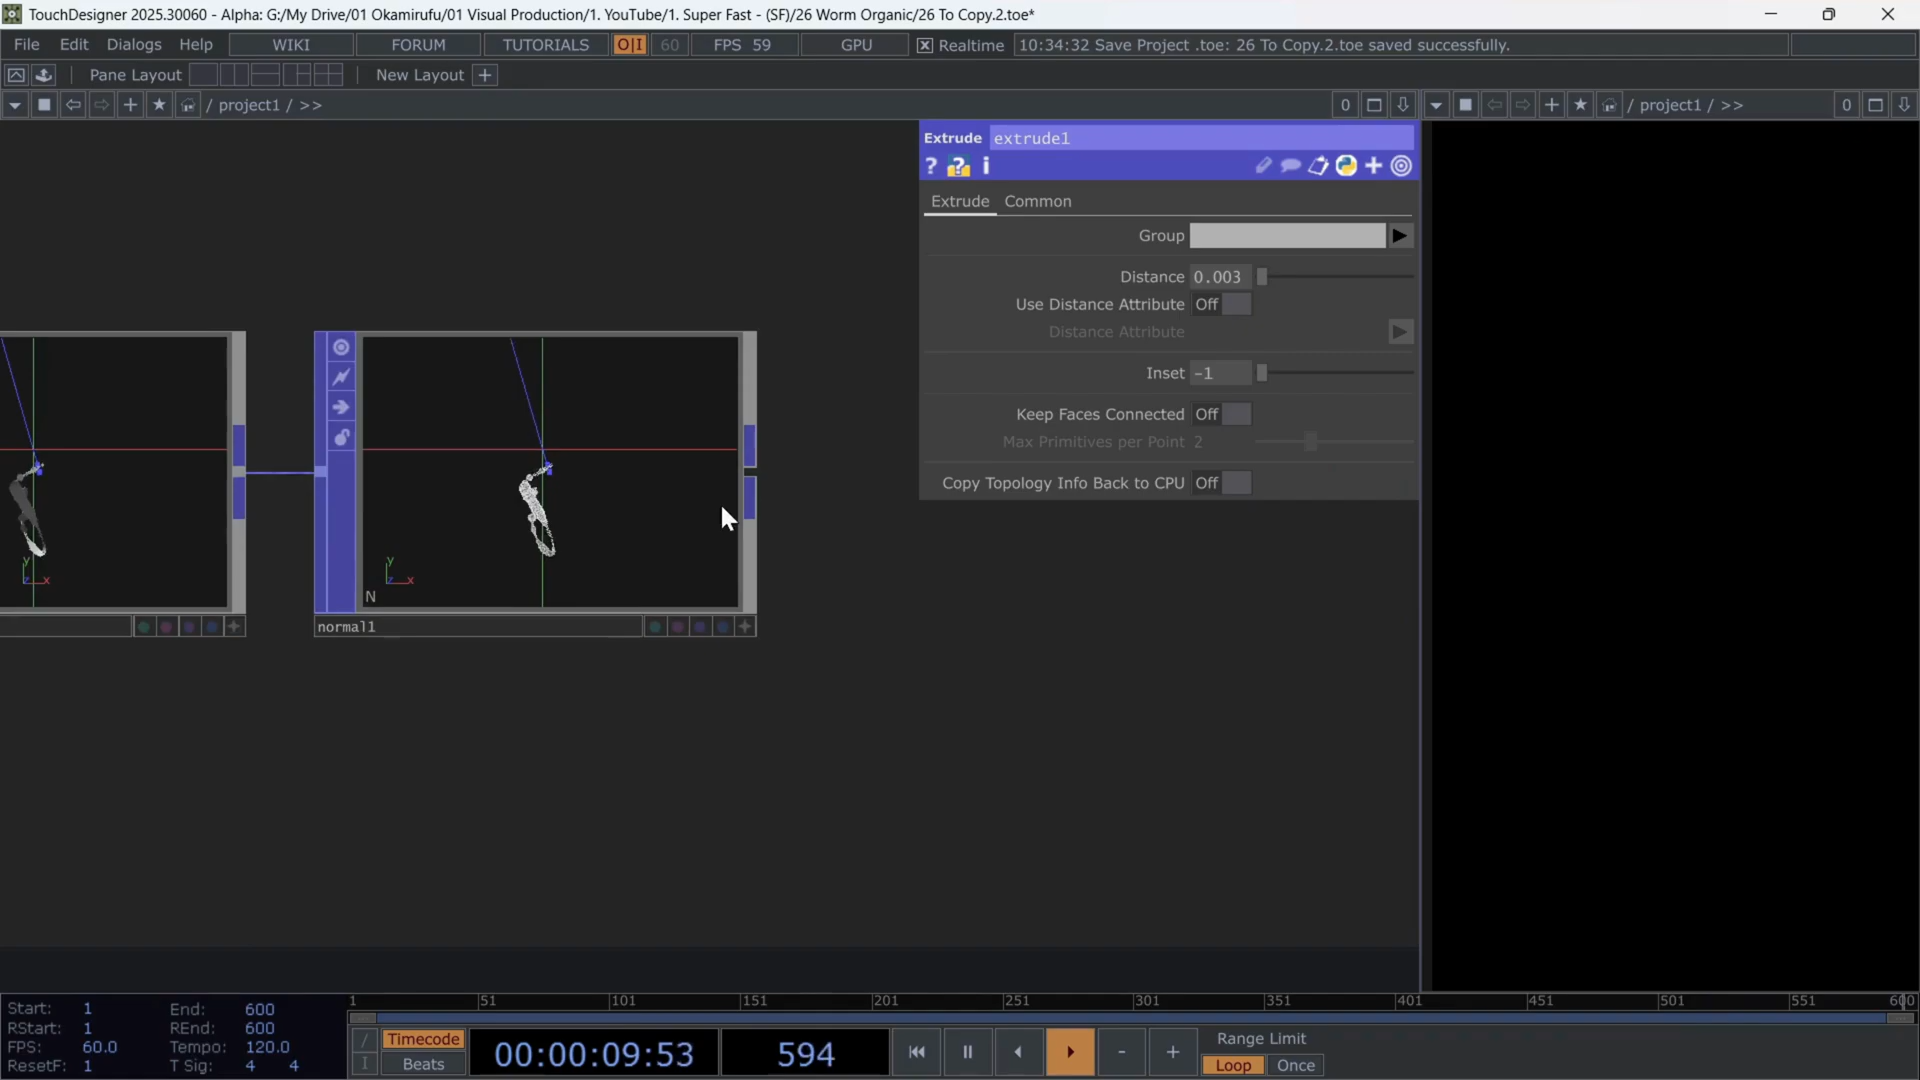 TouchDesigner 2025.30060 - Alpha: G:/My Drive/01 Okamirufu/01 Visual Production/1. YouTube/1. Super Fast - (SF)/26 Worm Organic/26 To Copy.2.toe*
File Edit Dialogs Help WIKI FORUM TUTORIALS O|I 60 FPS 59 GPU X Realtime 10:34:32 Save Project .toe: 26 To Copy.2.toe saved successfully.
Pane Layout New Layout +
/ project1 / >> 0 / project1 / >> 0
Extrude extrude1
? ? i
Extrude Common
Group
Distance 0.003
Use Distance Attribute Off
Distance Attribute
Inset -1
Keep Faces Connected Off
Max Primitives per Point 2
Copy Topology Info Back to CPU Off
y
x
y
x
N
normal1
1 51 101 151 201 251 301 351 401 451 501 551 600
Start: 1 End: 600
RStart: 1 REnd: 600
FPS: 60.0 Tempo: 120.0
ResetF: 1 T Sig: 4 4
/ Timecode
I Beats
00:00:09:53 594
- +
Range Limit
Loop Once